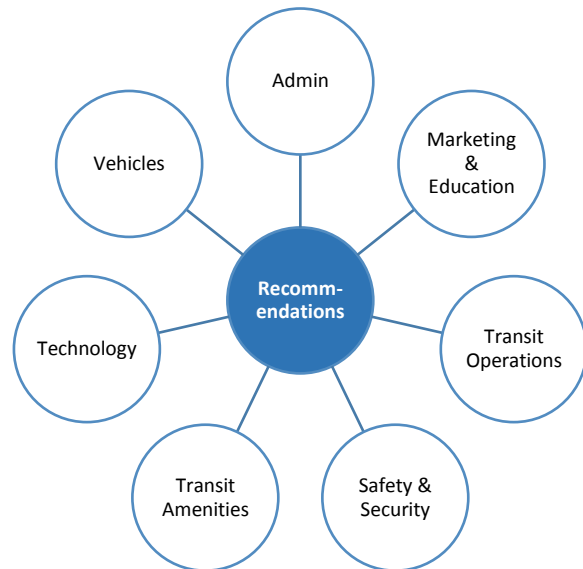 Admin
Marketing
&
Education
Vehicles
Recomm-
endations
Technology
Transit
Operations
Transit
Amenities
Safety &
Security